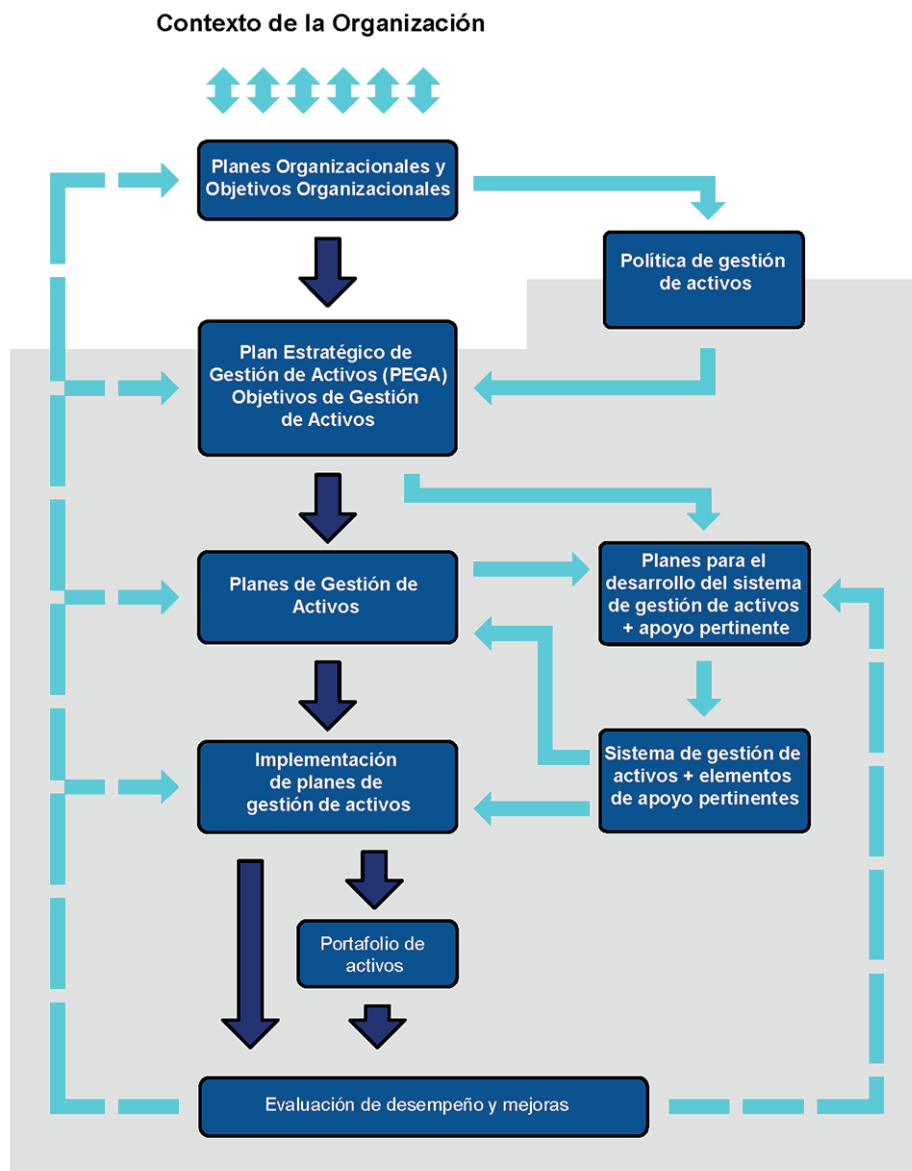 Contexto de la Organización
Planes Organizacionales y
Objetivos Organizacionales
Política de gestión
de activos
Plan Estratégico de
Gestión de Activos (PEGA)
Objetivos de Gestión
de Activos
Planes de Gestión de
Activos
Planes para el
desarrollo del sistema
de gestión de activos
+ apoyo pertinente
Implementación
de planes de
gestión de activos
Sistema de gestión de
activos + elementos
de apoyo pertinentes
Portafolio de
activos
Evaluación de desempeño y mejoras